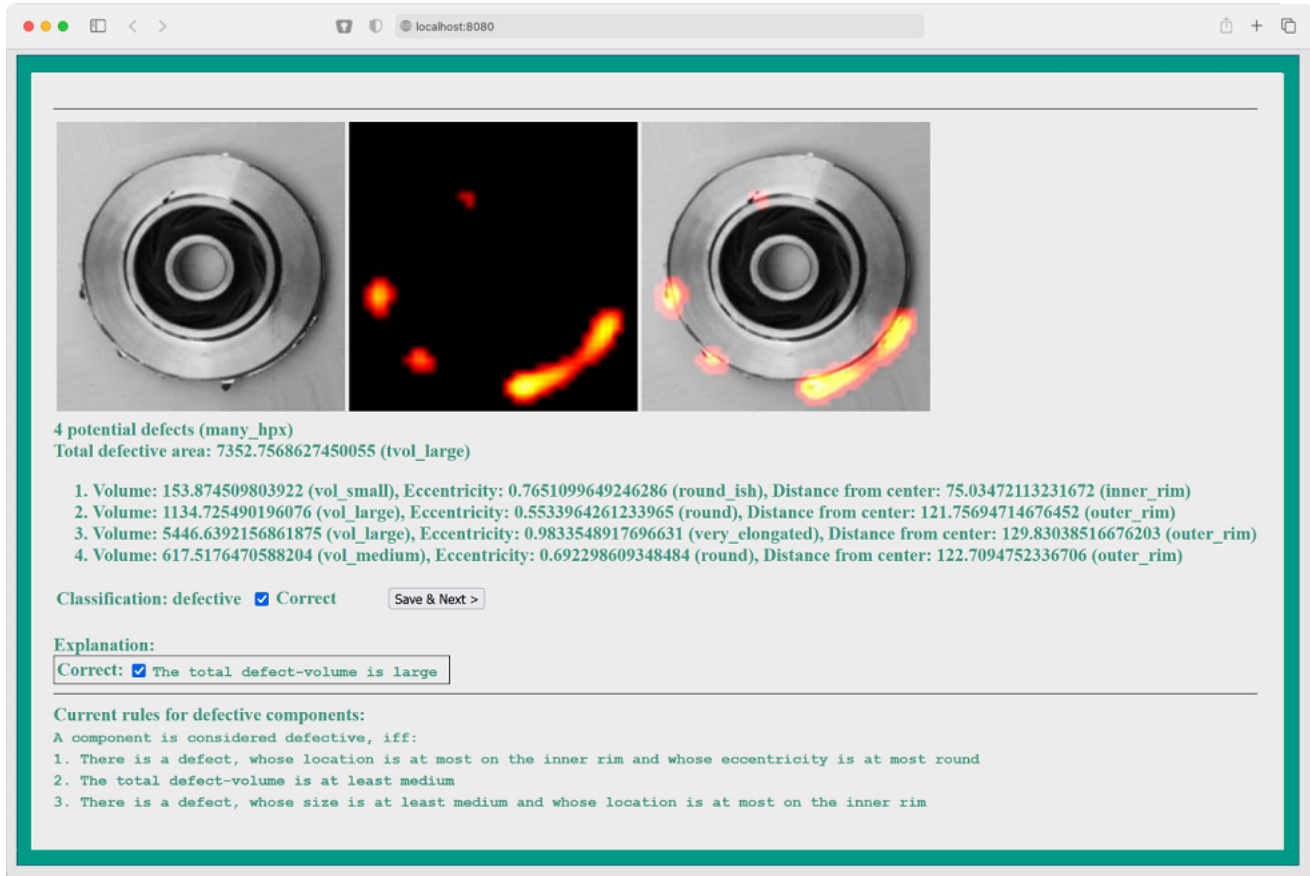 localhost:8080
4 potential defects (many_hpx)
Total defective area: 7352.7568627450055 (tvol_large)
1. Volume: 153.874509803922 (vol_small), Eccentricity: 0.7651099649246286 (round_ish), Distance from center: 75.03472113231672 (inner_rim)
2. Volume: 1134.725490196076 (vol_large), Eccentricity: 0.5533964261233965 (round), Distance from center: 121.75694714676452 (outer_rim)
3. Volume: 5446.6392156861875 (vol_large), Eccentricity: 0.9833548917696631 (very_elongated), Distance from center: 129.83038516676203 (outer_rim)
4. Volume: 617.5176470588204 (vol_medium), Eccentricity: 0.692298609348484 (round), Distance from center: 122.7094752336706 (outer_rim)
Classification: defective Correct Save & Next >
Explanation:
Correct: The total defect-volume is large
Current rules for defective components:
A component is considered defective, iff:
1. There is a defect, whose location is at most on the inner rim and whose eccentricity is at most round
2. The total defect-volume is at least medium
3. There is a defect, whose size is at least medium and whose location is at most on the inner rim